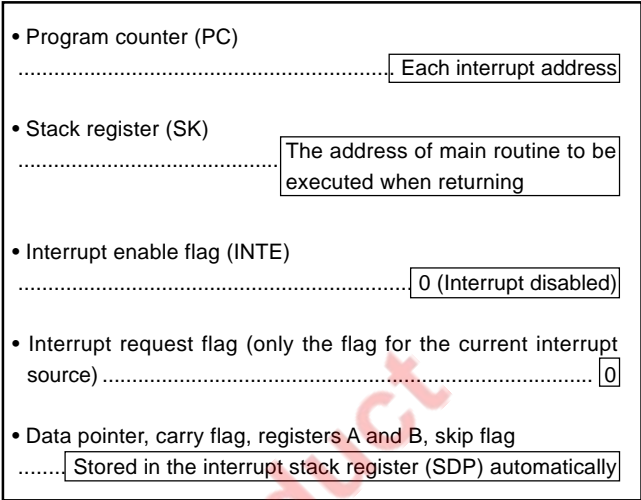 • Program counter (PC)
............................................................... Each interrupt address
• Stack register (SK)
............................................ The address of main routine to be
executed when returning
• Interrupt enable flag (INTE)
.................................................................. 0 (Interrupt disabled)
• Interrupt request flag (only the flag for the current interrupt
source) .................................................................................. 0
• Data pointer, carry flag, registers A and B, skip flag
........ Stored in the interrupt stack register (SDP) automatically
duct